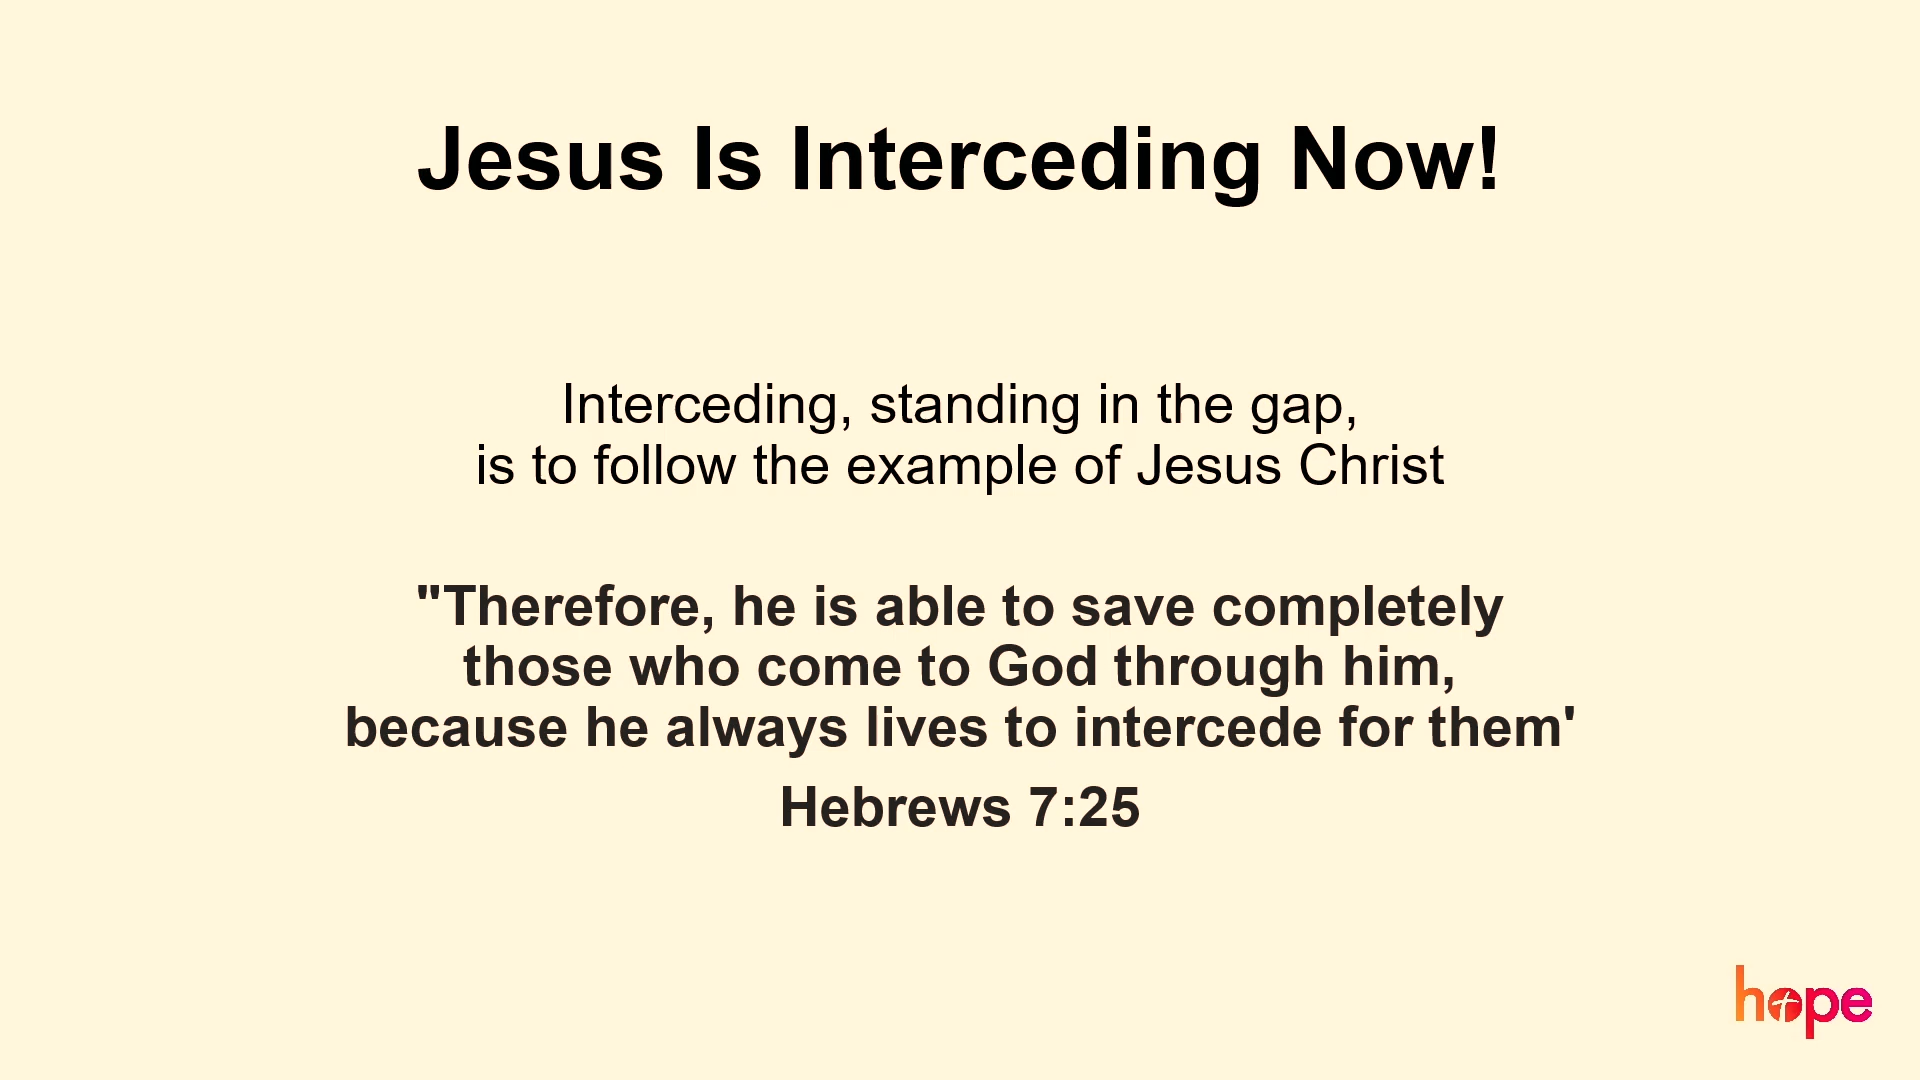 Jesus Is Interceding Now!
Interceding, standing in the gap,
is to follow the example of Jesus Christ
"Therefore, he is able to save completely
those who come to God through him,
because he always lives to intercede for them'
Hebrews 7:25
hope